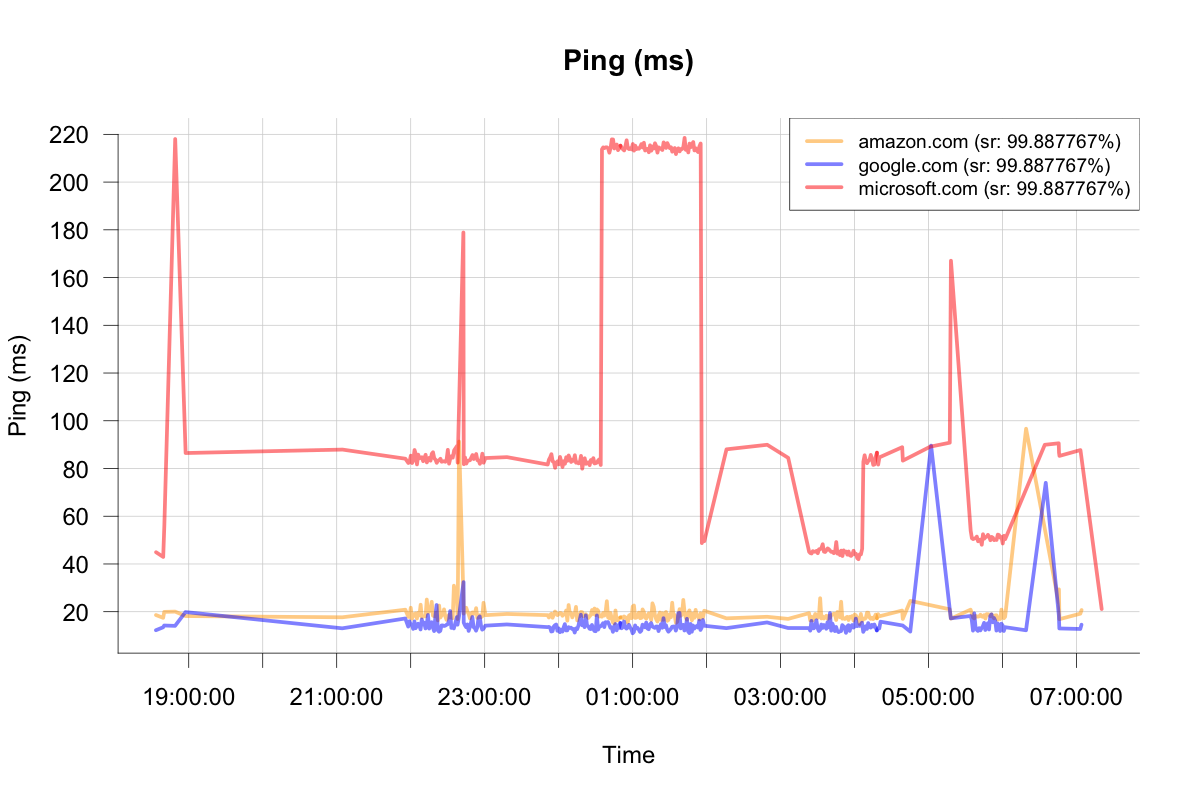 Ping (ms)
220
200
180
160
140
120
100
80
60
40
20
Ping (ms)
amazon.com (sr: 99.887767%)
google.com (sr: 99.887767%)
microsoft.com (sr: 99.887767%)
19:00:00 21:00:00 23:00:00 01:00:00 03:00:00 05:00:00 07:00:00
Time